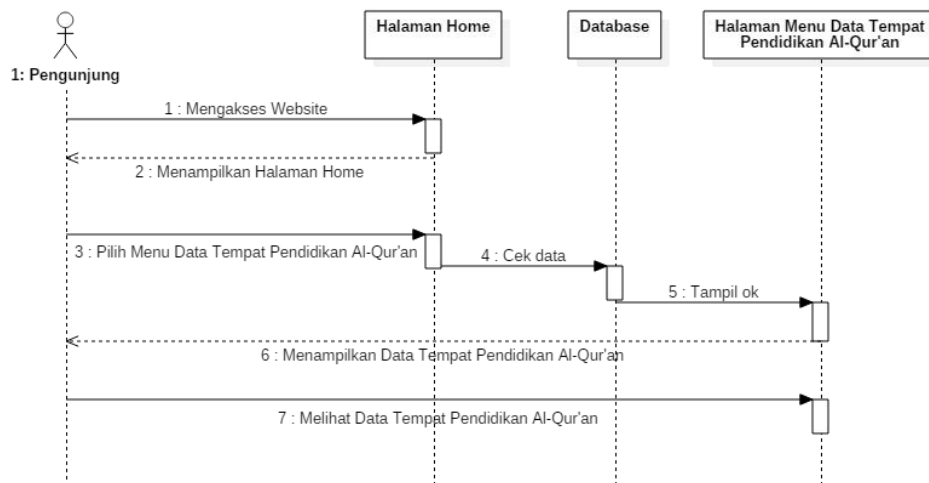 Halaman Home
Database
Halaman Menu Data Tempat
Pendidikan Al-Qur'an
1: Pengunjung
1 : Mengakses Website
2 : Menampilkan Halaman Home
3 : Pilih Menu Data Tempat Pendidikan Al-Qur'an
4 : Cek data
5 : Tampil ok
6 : Menampilkan Data Tempat Pendidikan Al-Qur'an
7 : Melihat Data Tempat Pendidikan Al-Qur'an